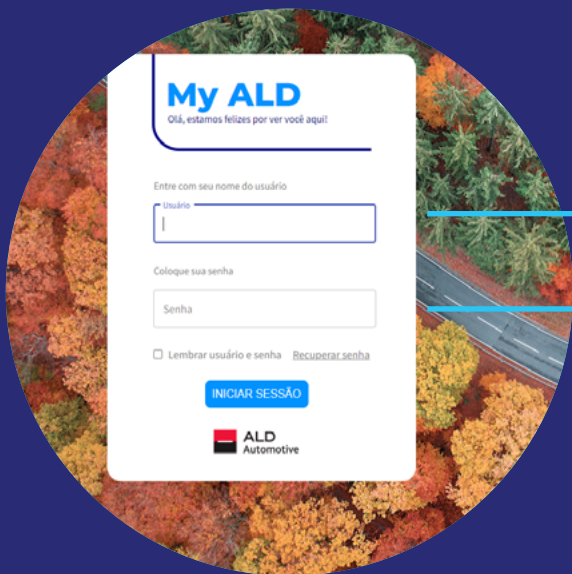 My ALD
Olá, estamos felizes por ver você aqui!
Entre com seu nome do usuário
Usuário
Coloque sua senha
Senha
Lembrar usuário e senha Recuperar senha
INICIAR SESSÃO
ALD
Automotive